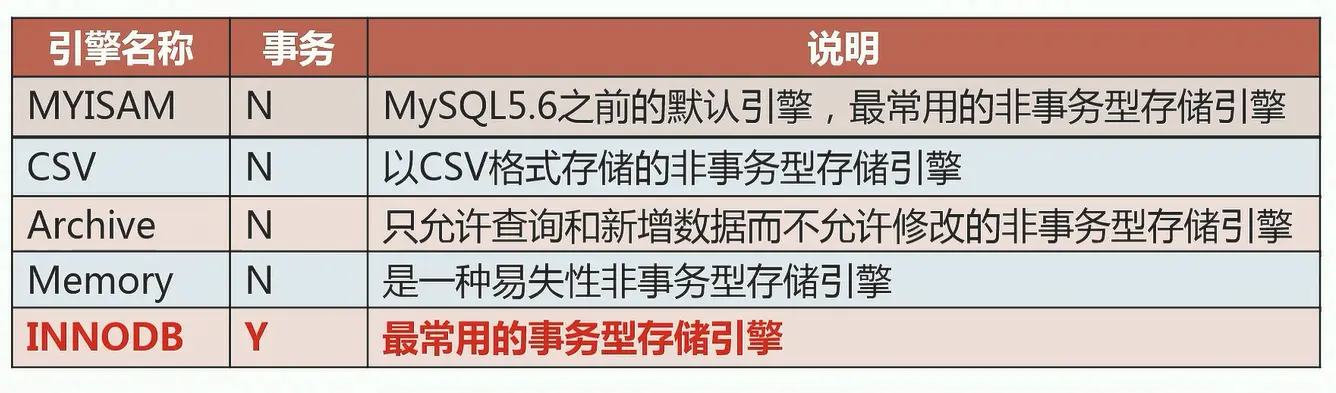 引擎名称 事务 说明
MYISAM N MySQL5.6之前的默认引擎，最常用的非事务型存储引擎
CSV N 以CSV格式存储的非事务型存储引擎
Archive N 只允许查询和新增数据而不允许修改的非事务型存储引擎
Memory N 是一种易失性非事务型存储引擎
INNODB Y 最常用的事务型存储引擎